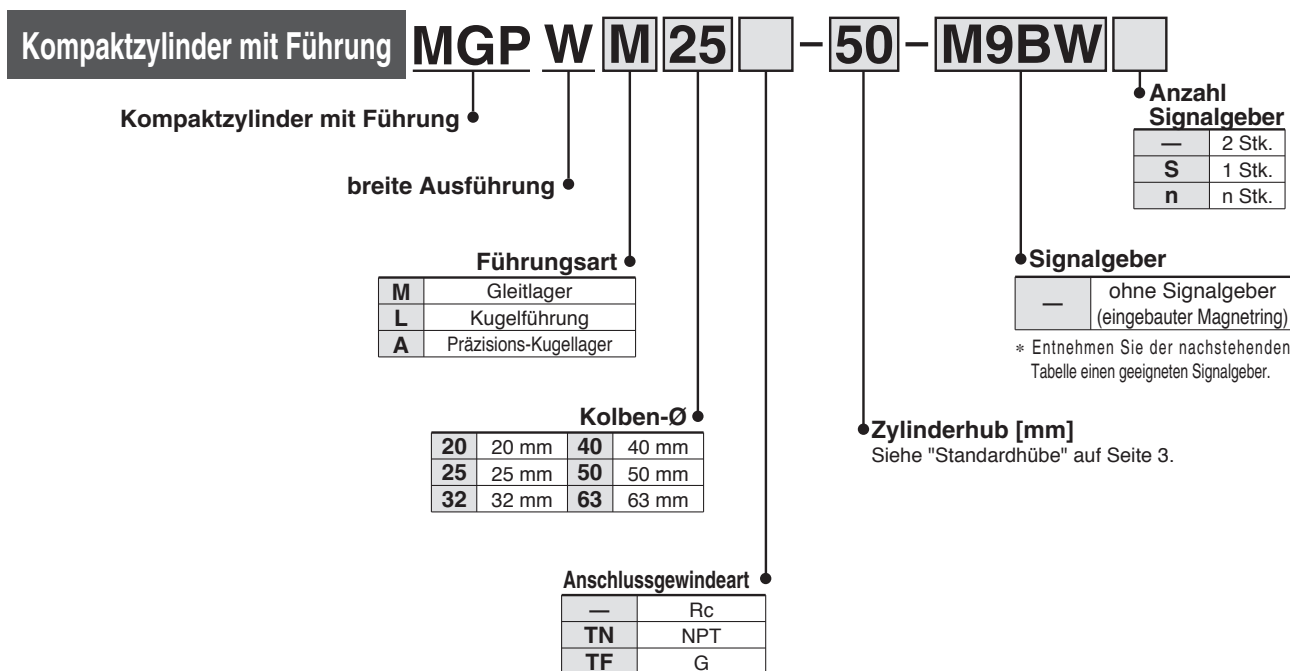 Kompaktzylinder mit Führung MGP W M 25 – 50 – M9BW
Kompaktzylinder mit Führung
breite Ausführung
Führungsart
M Gleitlager
L Kugelführung
A Präzisions-Kugellager
Kolben-Ø
20 20 mm 40 40 mm
25 25 mm 50 50 mm
32 32 mm 63 63 mm
Anschlussgewindeart
— Rc
TN NPT
TF G
Zylinderhub [mm]
Siehe "Standardhübe" auf Seite 3.
Signalgeber
— ohne Signalgeber
(eingebauter Magnetring)
* Entnehmen Sie der nachstehenden
Tabelle einen geeigneten Signalgeber.
Anzahl
Signalgeber
— 2 Stk.
S 1 Stk.
n n Stk.